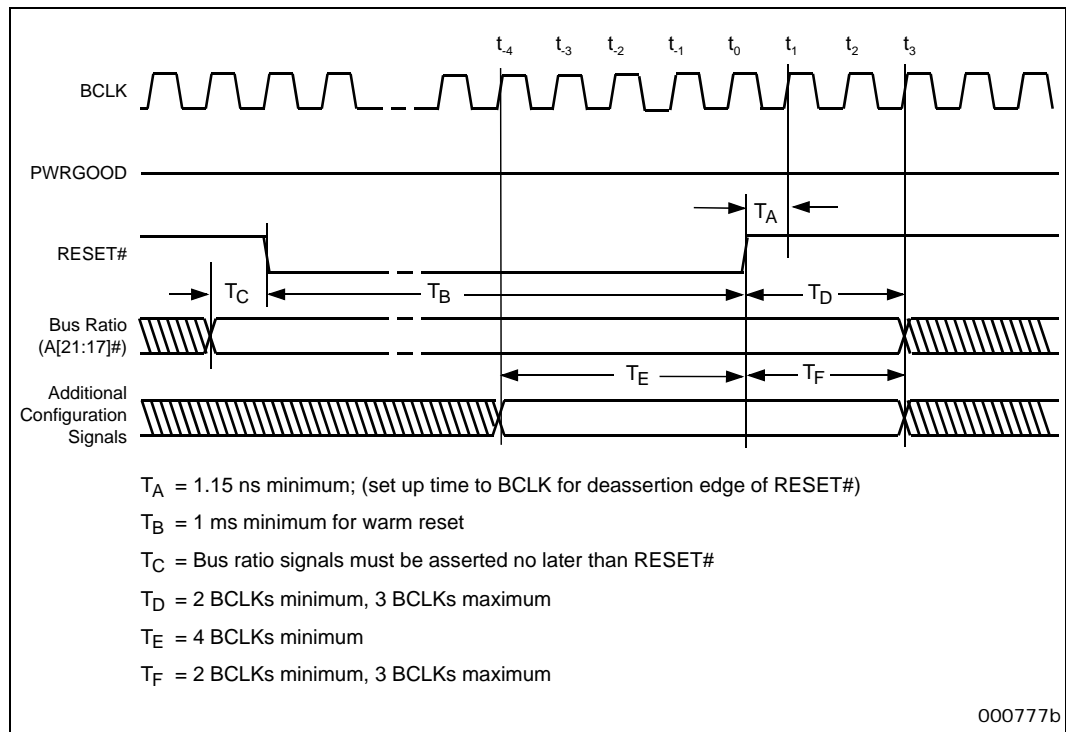 t-4 t-3 t-2 t-1 t0 t1 t2 t3
BCLK
PWRGOOD
TA
RESET#
TC TB TD
Bus Ratio
(A[21:17]#)
TE TF
Additional
Configuration
Signals
TA = 1.15 ns minimum; (set up time to BCLK for deassertion edge of RESET#)
TB = 1 ms minimum for warm reset
TC = Bus ratio signals must be asserted no later than RESET#
TD = 2 BCLKs minimum, 3 BCLKs maximum
TE = 4 BCLKs minimum
TF = 2 BCLKs minimum, 3 BCLKs maximum
000777b